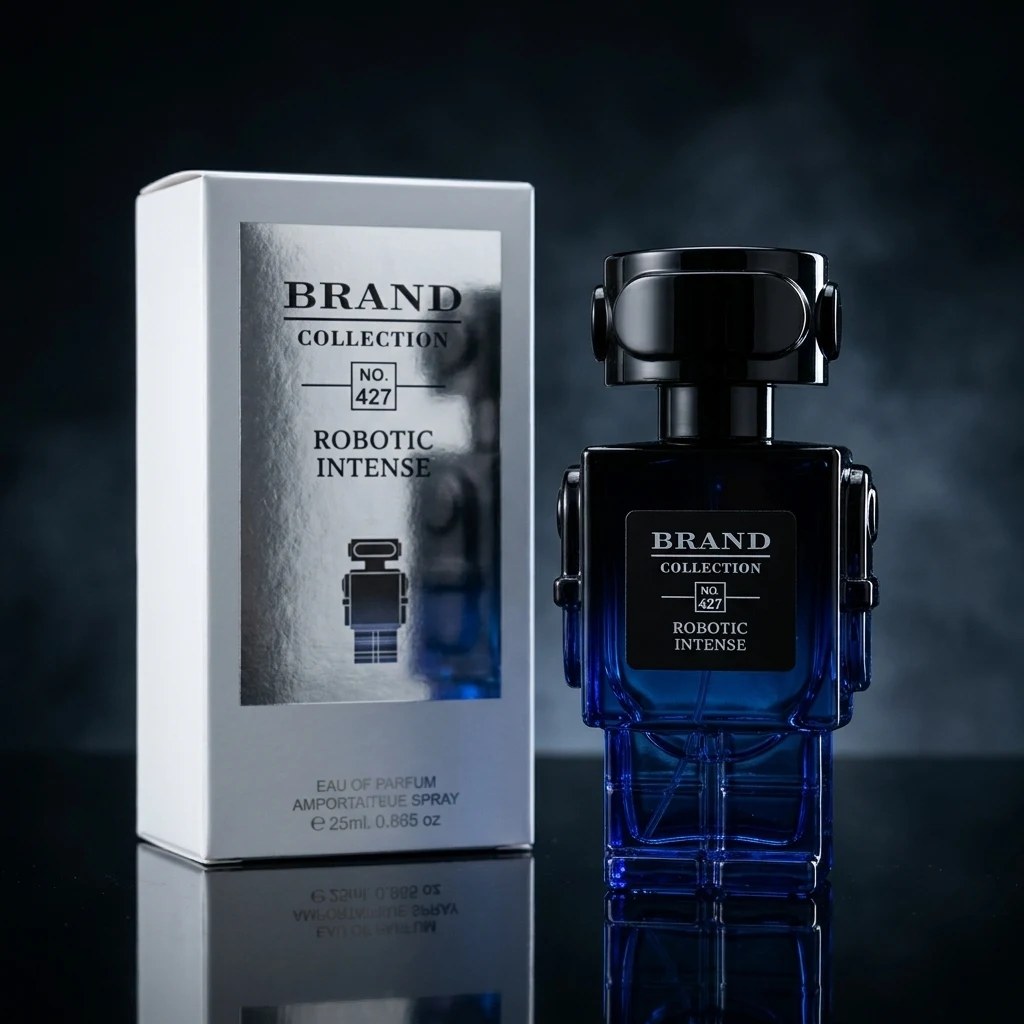 BRAND
COLLECTION
NO.
427
ROBOTIC
INTENSE
EAU OF PARFUM
AMPORTAITEUE SPRAY
℮ 25ml. 0.865 oz
BRAND
COLLECTION
NO.
427
ROBOTIC
INTENSE